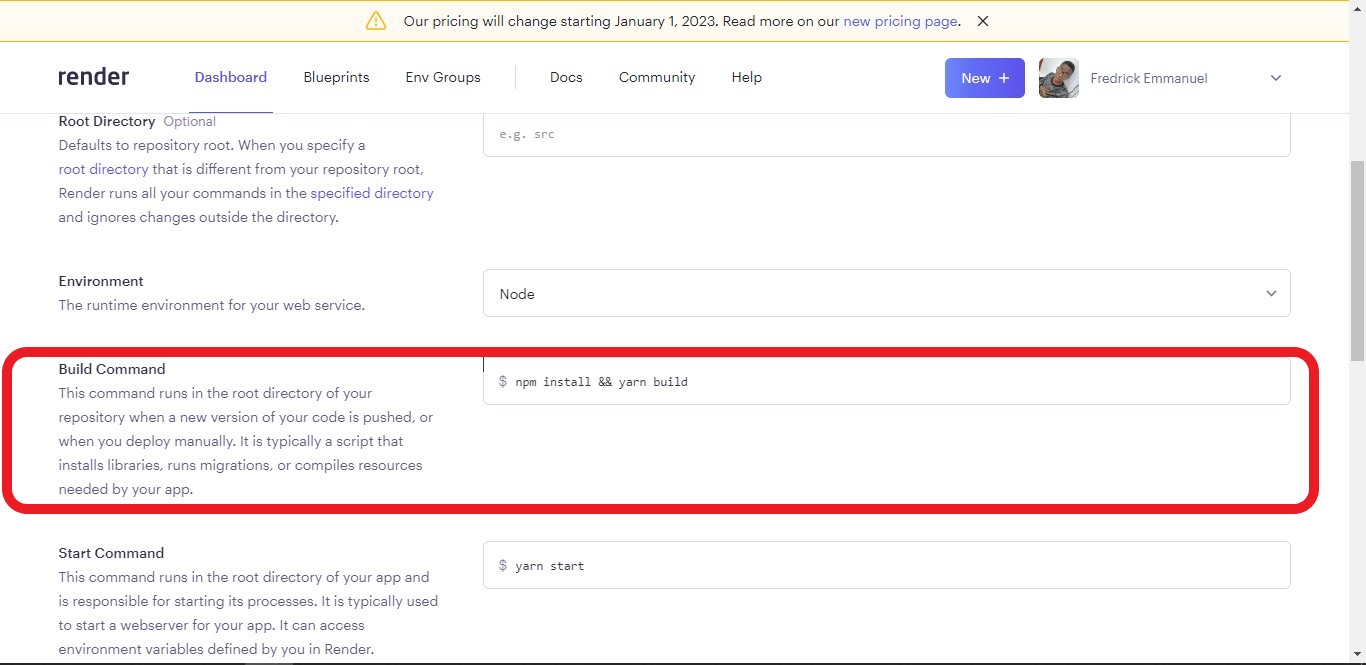 Our pricing will change starting January 1, 2023. Read more on our new pricing page.
render Dashboard Blueprints Env Groups Docs Community Help New + Fredrick Emmanuel
Root Directory Optional
Defaults to repository root. When you specify a
root directory that is different from your repository root,
Render runs all your commands in the specified directory
and ignores changes outside the directory.
e.g. src
Environment
The runtime environment for your web service.
Node
Build Command
This command runs in the root directory of your
repository when a new version of your code is pushed, or
when you deploy manually. It is typically a script that
installs libraries, runs migrations, or compiles resources
needed by your app.
$ npm install && yarn build
Start Command
This command runs in the root directory of your app and
is responsible for starting its processes. It is typically used
to start a webserver for your app. It can access
environment variables defined by you in Render.
$ yarn start